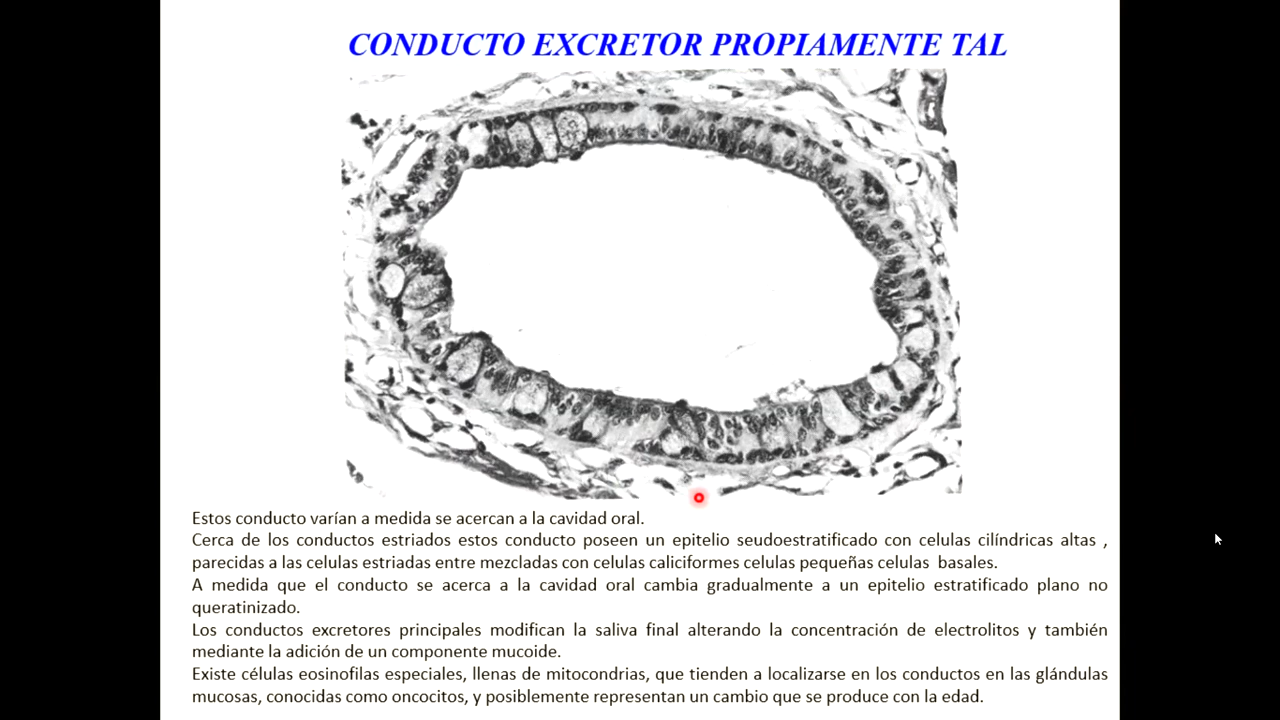 CONDUCTO EXCRETOR PROPIAMENTE TAL
Estos conducto varían a medida se acercan a la cavidad oral.
Cerca de los conductos estriados estos conducto poseen un epitelio seudoestratificado con celulas cilíndricas altas ,
parecidas a las celulas estriadas entre mezcladas con celulas caliciformes celulas pequeñas celulas basales.
A medida que el conducto se acerca a la cavidad oral cambia gradualmente a un epitelio estratificado plano no
queratinizado.
Los conductos excretores principales modifican la saliva final alterando la concentración de electrolitos y también
mediante la adición de un componente mucoide.
Existe células eosinofilas especiales, llenas de mitocondrias, que tienden a localizarse en los conductos en las glándulas
mucosas, conocidas como oncocitos, y posiblemente representan un cambio que se produce con la edad.